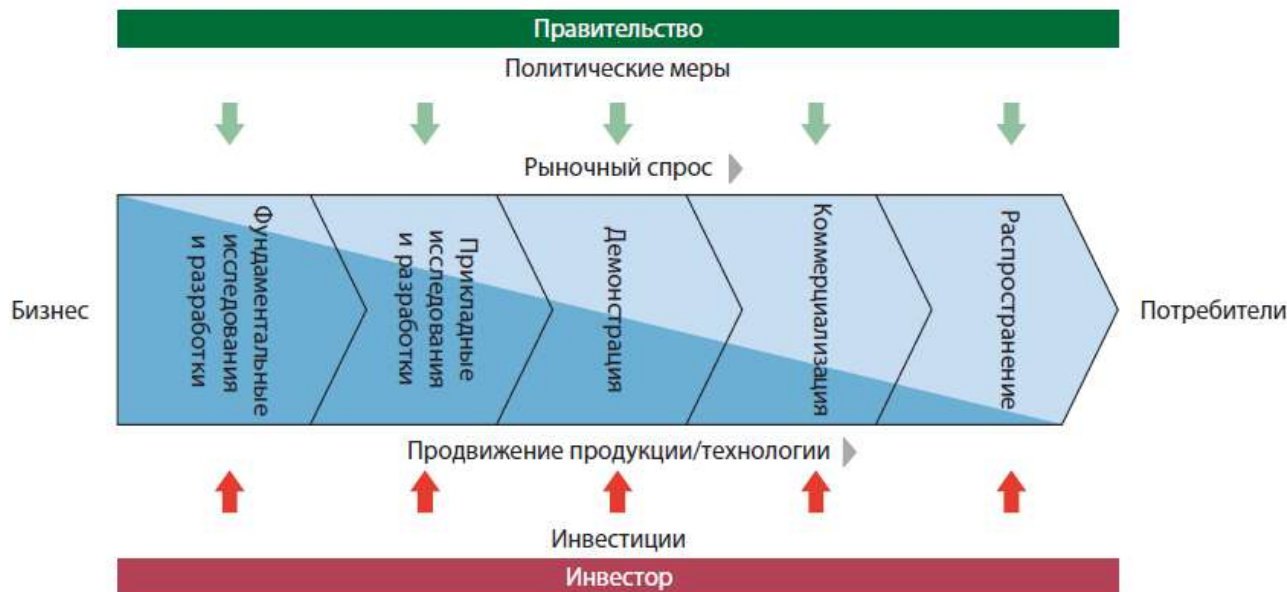 Правительство
Политические меры
Рыночный спрос
Бизнес
Фундаментальные
исследования
и разработки
Прикладные
исследования
и разработки
Демонстрация
Коммерциализация
Распространение
Потребители
Продвижение продукции/технологии
Инвестиции
Инвестор